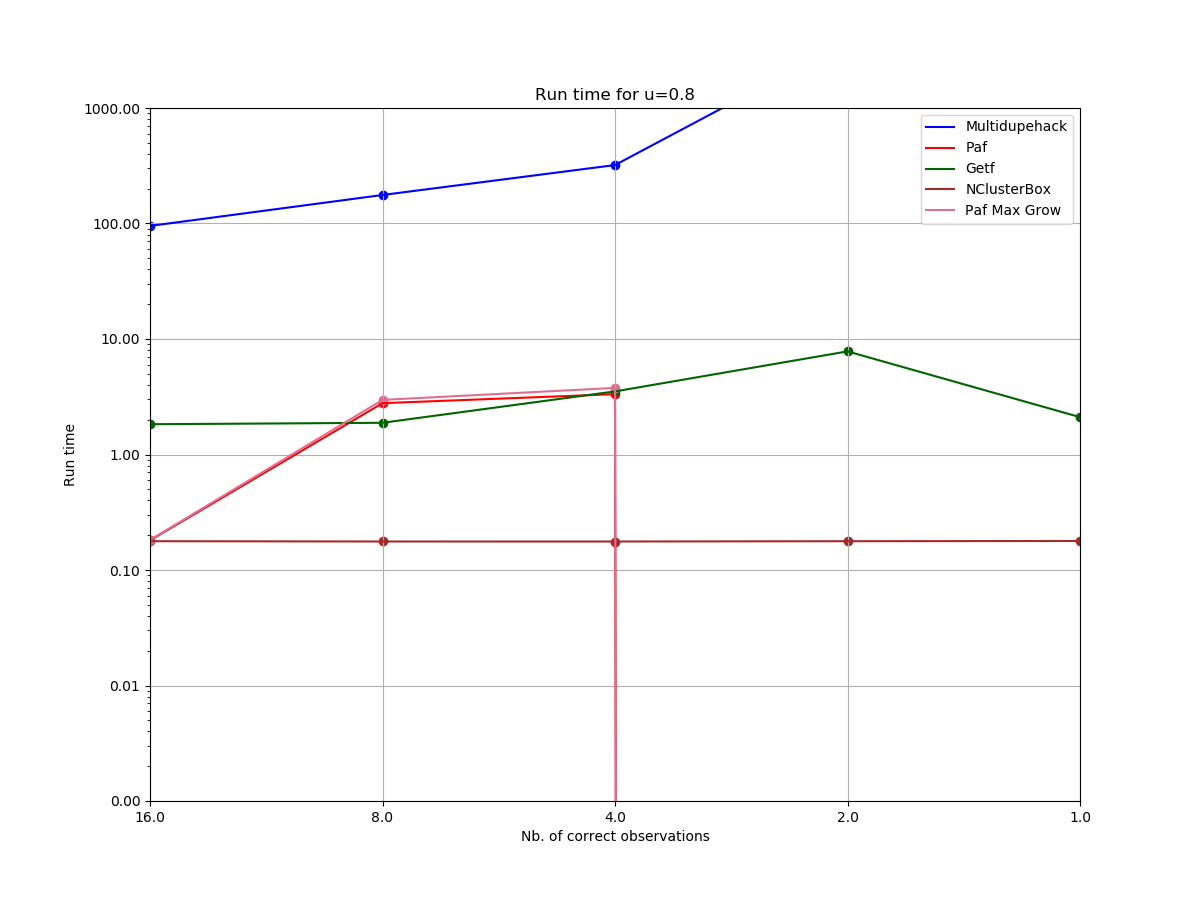 Run time for u=0.8
1000.00
100.00
10.00
1.00
0.10
0.01
0.00
Run time
Multidupehack
Paf
Getf
NClusterBox
Paf Max Grow
16.0
8.0
4.0
2.0
1.0
Nb. of correct observations